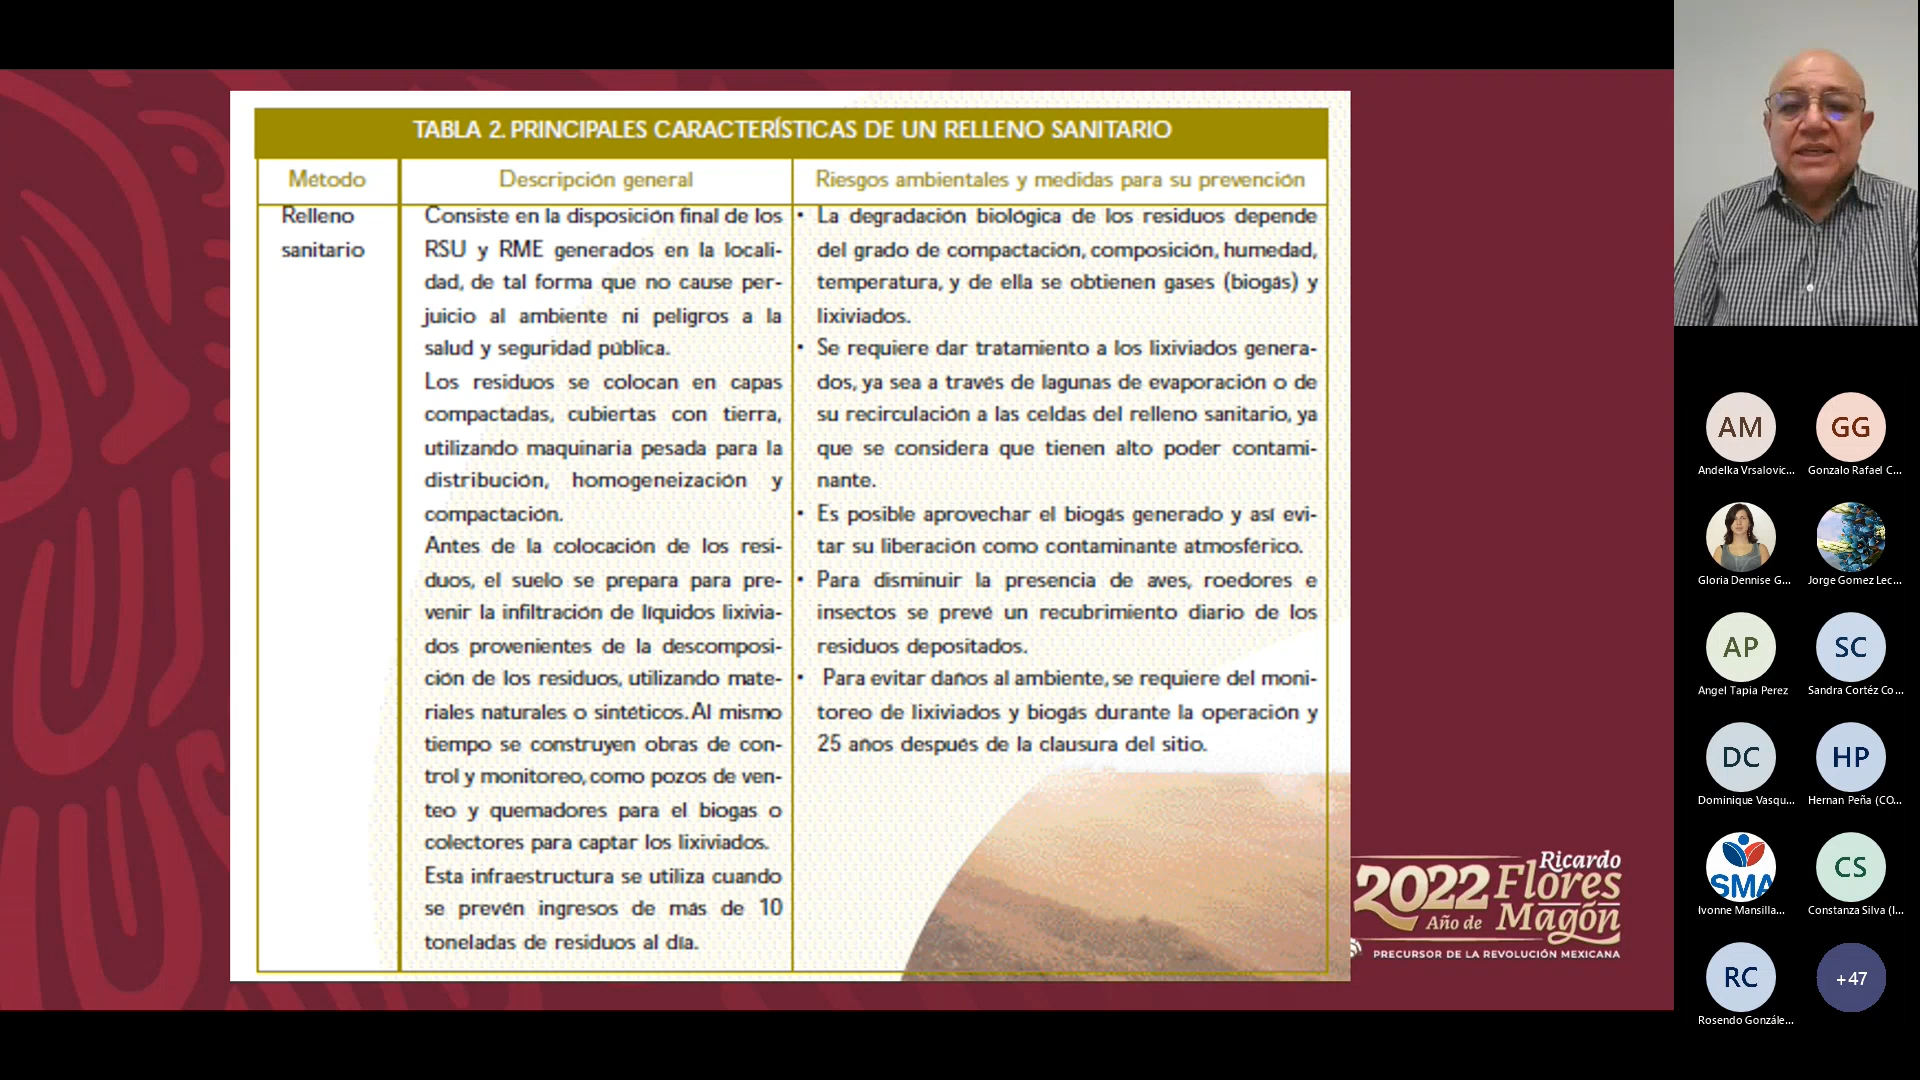 TABLA 2. PRINCIPALES CARACTERÍSTICAS DE UN RELLENO SANITARIO
Método
Descripción general
Riesgos ambientales y medidas para su prevención
Relleno
sanitario
Consiste en la disposición final de los
RSU y RME generados en la locali-
dad, de tal forma que no cause per-
juicio al ambiente ni peligros a la
salud y seguridad pública.
Los residuos se colocan en capas
compactadas, cubiertas con tierra,
utilizando maquinaria pesada para la
distribución, homogeneización y
compactación.
Antes de la colocación de los resi-
duos, el suelo se prepara para pre-
venir la infiltración de líquidos lixivia-
dos provenientes de la descomposi-
ción de los residuos, utilizando mate-
riales naturales o sintéticos. Al mismo
tiempo se construyen obras de con-
trol y monitoreo, como pozos de ven-
teo y quemadores para el biogas o
colectores para captar los lixiviados.
Esta infraestructura se utiliza cuando
se prevén ingresos de más de 10
toneladas de residuos al día.
• La degradación biológica de los residuos depende
del grado de compactación, composición, humedad,
temperatura, y de ella se obtienen gases (biogás) y
lixiviados.
• Se requiere dar tratamiento a los lixiviados genera-
dos, ya sea a través de lagunas de evaporación o de
su recirculación a las celdas del relleno sanitario, ya
que se considera que tienen alto poder contami-
nante.
• Es posible aprovechar el biogás generado y así evi-
tar su liberación como contaminante atmosférico.
• Para disminuir la presencia de aves, roedores e
insectos se prevé un recubrimiento diario de los
residuos depositados.
• Para evitar daños al ambiente, se requiere del moni-
toreo de lixiviados y biogás durante la operación y
25 años después de la clausura del sitio.
2022 Ricardo
Flores
Año de Magón
PRECURSOR DE LA REVOLUCIÓN MEXICANA
AM
GG
Andelka Vrsalovic...
Gonzalo Rafael C...
Gloria Dennise G...
Jorge Gomez Lec...
AP
SC
Angel Tapia Perez
Sandra Cortéz Co...
DC
HP
Dominique Vasqu...
Hernan Peña (CO...
SMA
CS
Ivonne Mansilla...
Constanza Silva (I...
RC
+47
Rosendo Gonzále...